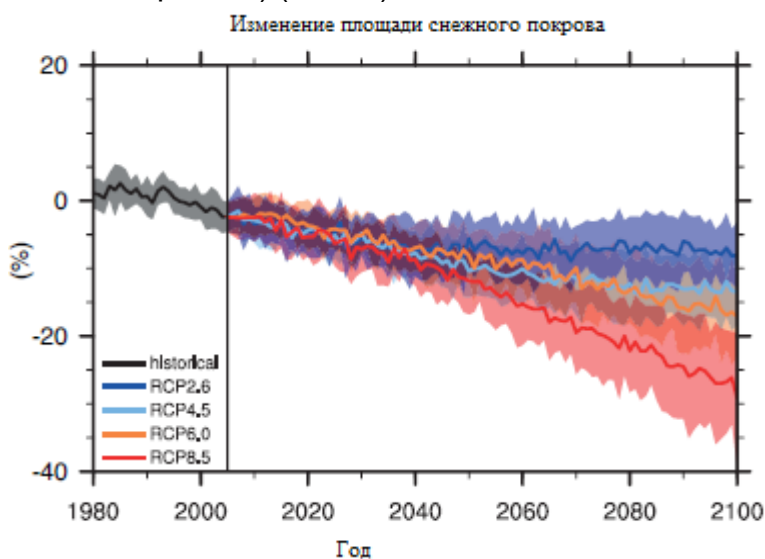 Изменение площади снежного покрова
20
0
-20
-40
(%)
historical
RCP2.6
RCP4.5
RCP6.0
RCP8.5
1980 2000 2020 2040 2060 2080 2100
Год